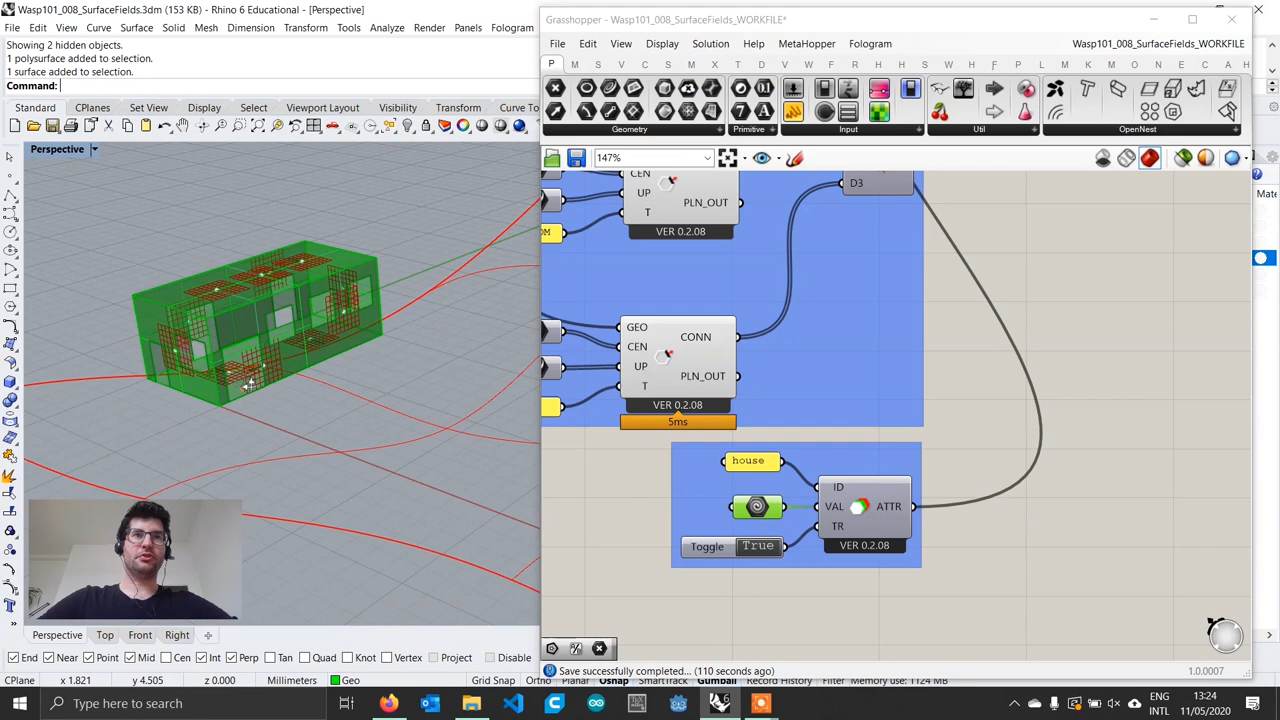 Wasp101_008_SurfaceFields.3dm (153 KB) - Rhino 6 Educational - [Perspective]
File Edit View Curve Surface Solid Mesh Dimension Transform Tools Analyze Render Panels Fologram
Showing 2 hidden objects.
1 polysurface added to selection.
1 surface added to selection.
Command:
Standard CPlanes Set View Display Select Viewport Layout Visibility Transform Curve To
Perspective
Grasshopper - Wasp101_008_SurfaceFields_WORKFILE*
File Edit View Display Solution Help MetaHopper Fologram
Wasp101_008_SurfaceFields_WORKFILE
P M S V C S M X D T D V B K F L H H S W H S F P T J M L C F A
Geometry Primitive Input Util OpenNest
147%
CEN
UP
T
PLN_OUT
VER 0.2.08
D3
GEO
CEN
UP
T
CONN
PLN_OUT
VER 0.2.08
5ms
house
Toggle True
ID
VAL
TR
ATTR
VER 0.2.08
Save successfully completed... (110 seconds ago)
1.0.0007
Perspective Top Front Right
End Near Point Mid Cen Int Perp Tan Quad Knot Vertex Project Disable
CPlane x 1.821 y 4.505 z 0.000 Millimeters Geo Grid Snap Ortho Planar Osnap SmartTrack Gumball Record History Filter Memory use: 1124 MB
Type here to search
ENG
INTL
13:24
11/05/2020